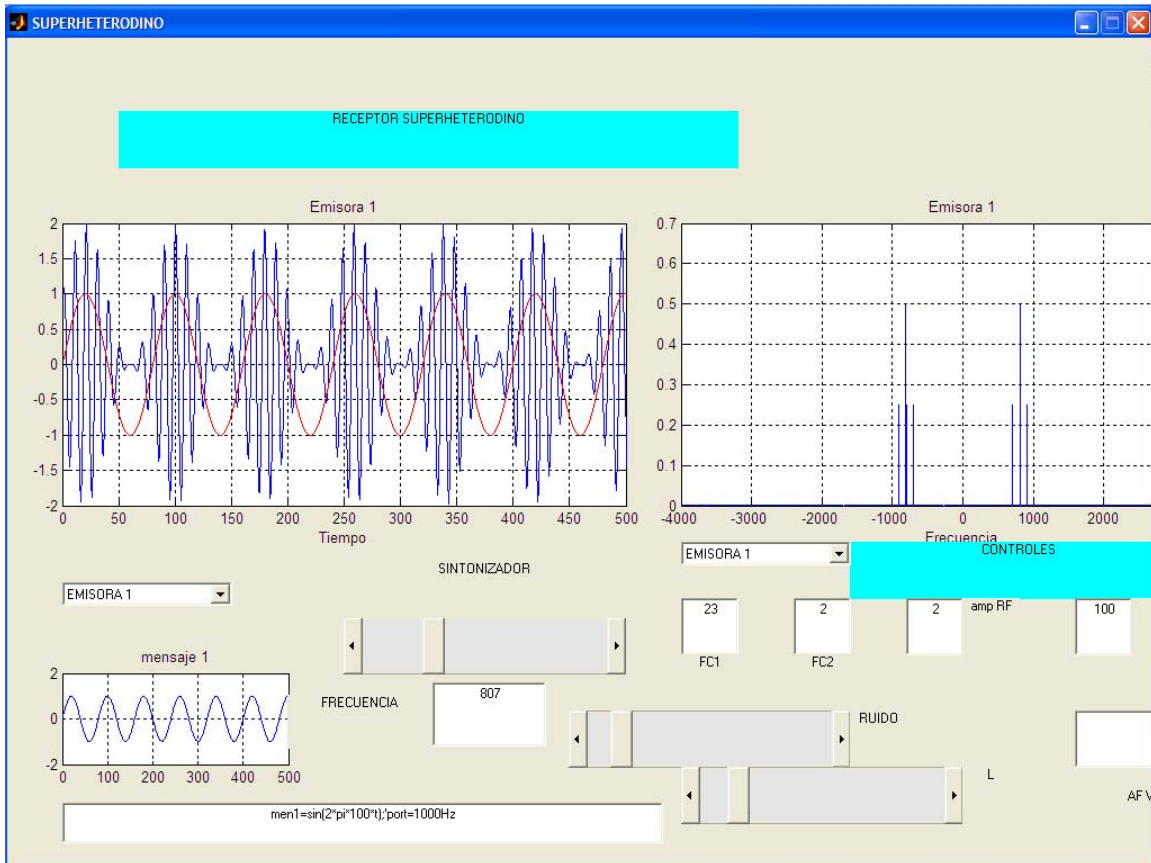 SUPERHETERODINO
RECEPTOR SUPERHETERODINO
Emisora 1
2
1.5
1
0.5
0
-0.5
-1
-1.5
-2
0 50 100 150 200 250 300 350 400 450 500
Tiempo
Emisora 1
0.7
0.6
0.5
0.4
0.3
0.2
0.1
0
-4000 -3000 -2000 -1000 0 1000 2000
Frecuencia
EMISORA 1
CONTROLES
SINTONIZADOR
EMISORA 1
23
2
2
amp RF
100
FC1
FC2
mensaje 1
2
0
-2
0 100 200 300 400 500
FRECUENCIA
807
RUIDO
L
AF V
men1=sin(2*pi*100*t);'port=1000Hz